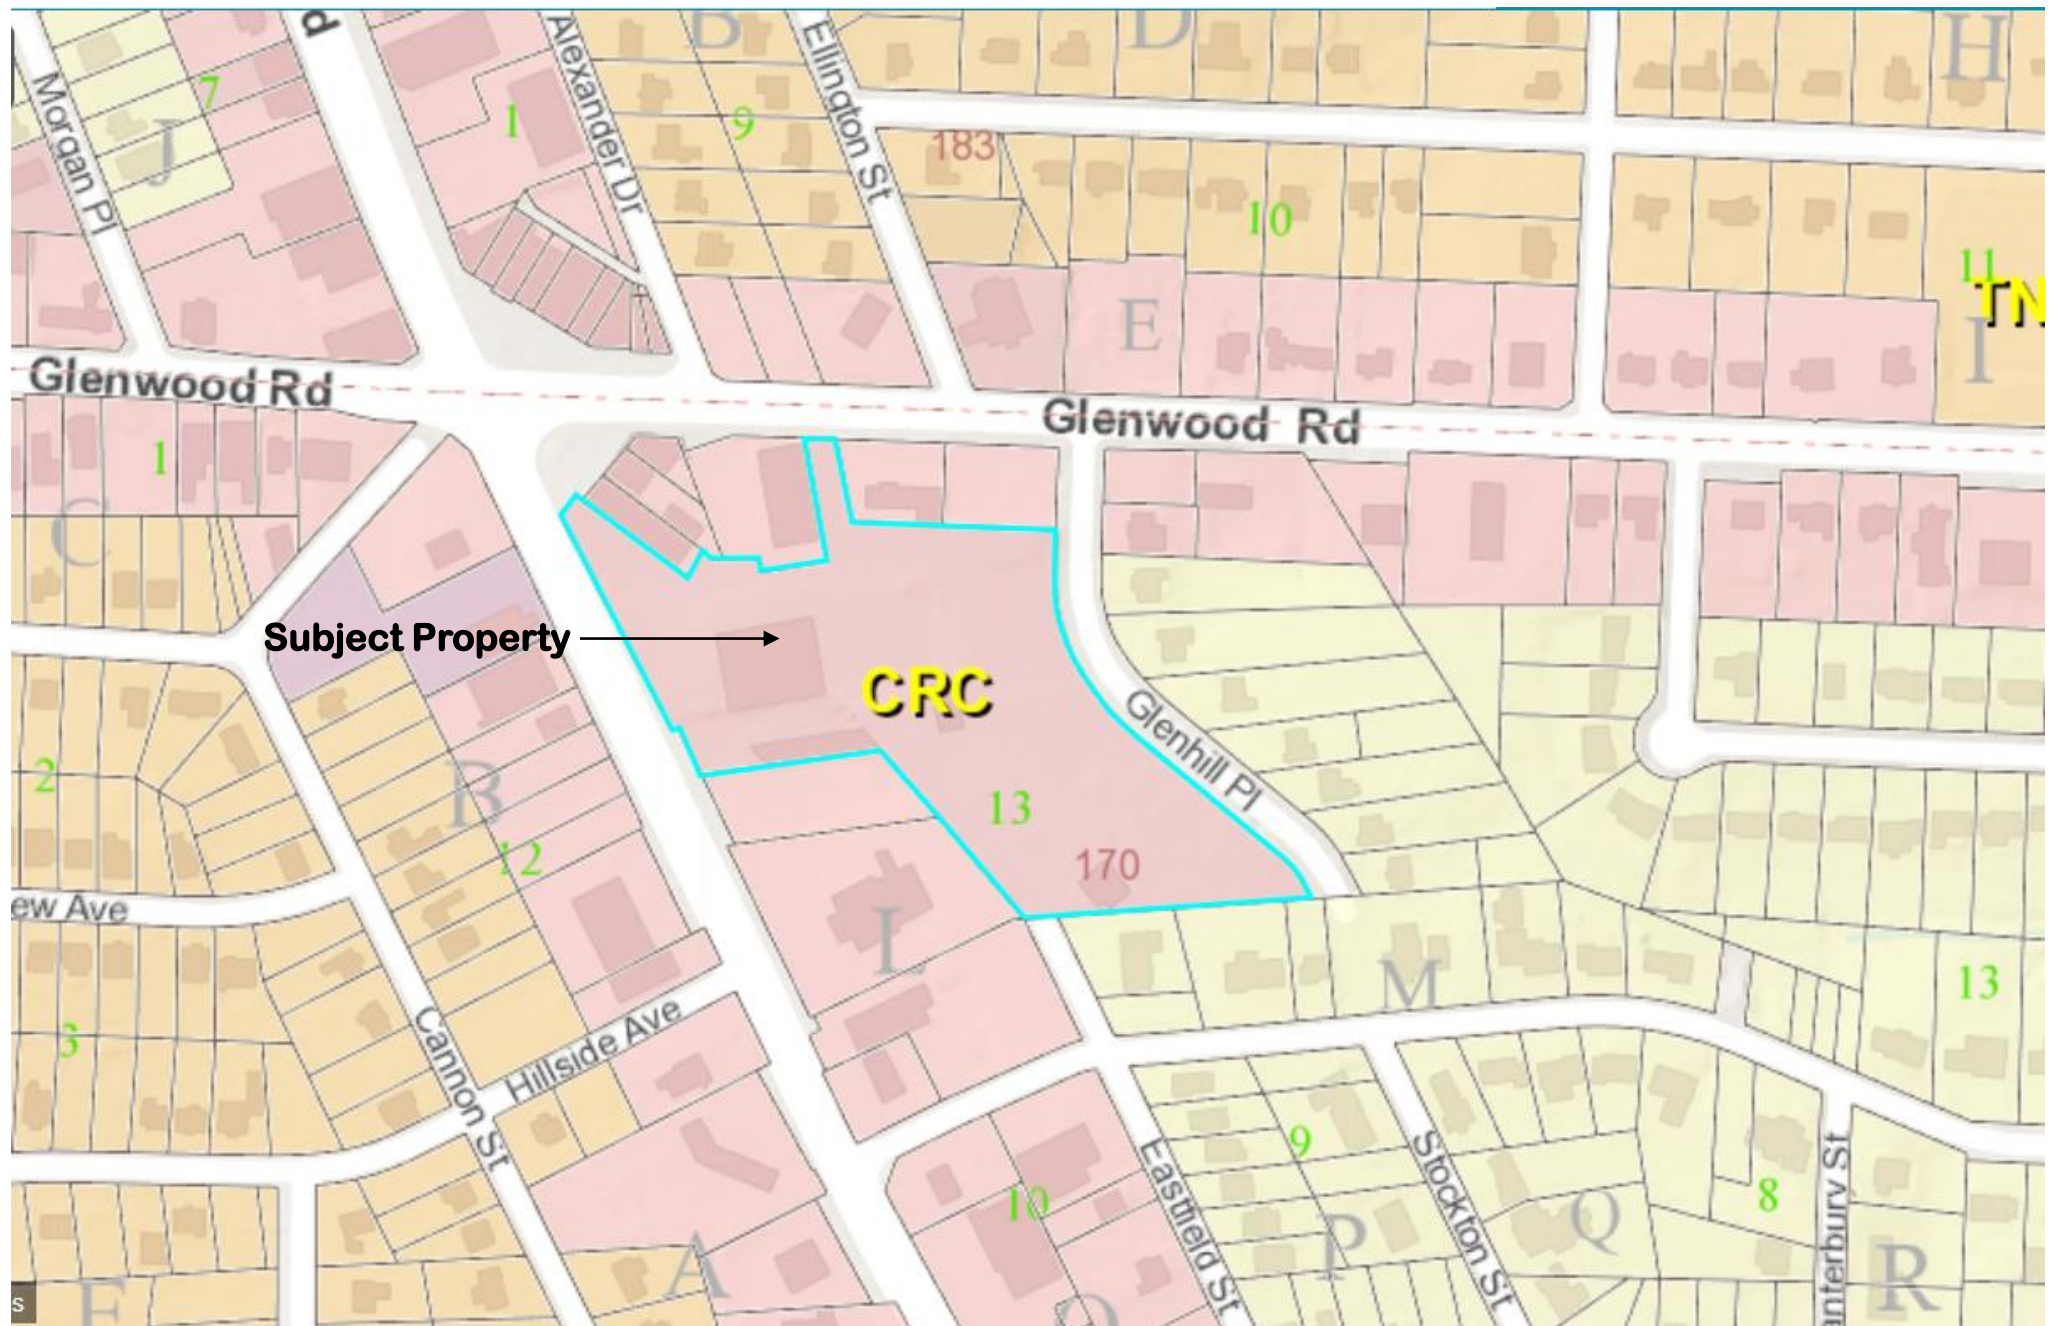 d
B
D
H
Alexander Dr
Ellington St
Morgan Pl
7
1
9
J
183
10
11
TN
E
I
Glenwood Rd
Glenwood Rd
1
C
Subject Property
CRC
Glenhill Pl
2
B
13
12
170
ew Ave
L
M
13
3
Cannon St
Hillside Ave
9
Eastfield St
Stockton St
8
10
P
Q
anterbury St
A
R
F
s